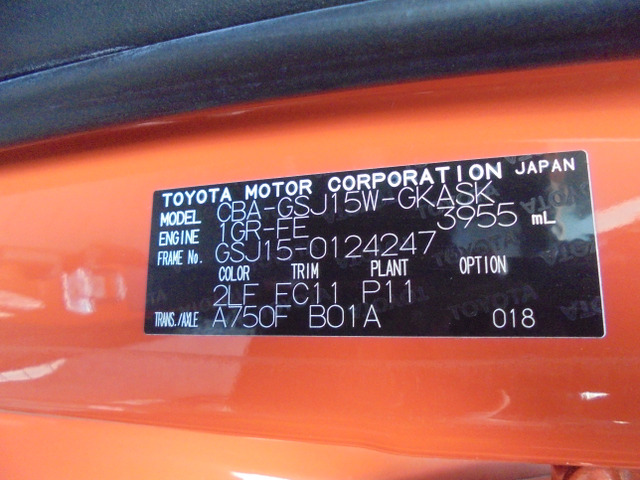 TOYOTA MOTOR CORPORATION JAPAN
MODEL CBA-GSJ15W-GKASK
ENGINE 1GR-FE 3955 mL
FRAME No. GSJ15-0124247
COLOR TRIM PLANT OPTION
2LF FC11 P11
TRANS./AXLE A750F B01A 018